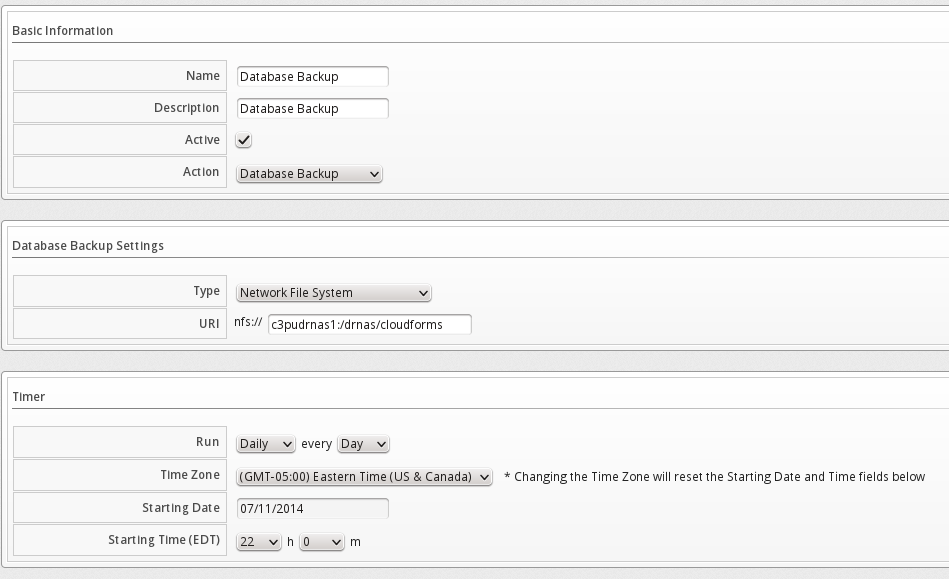 Basic Information
Name Database Backup
Description Database Backup
Active
Action Database Backup
Database Backup Settings
Type Network File System
URI nfs:// c3pudrnas1:/drnas/cloudforms
Timer
Run Daily every Day
Time Zone (GMT-05:00) Eastern Time (US & Canada) * Changing the Time Zone will reset the Starting Date and Time fields below
Starting Date 07/11/2014
Starting Time (EDT) 22 h 0 m